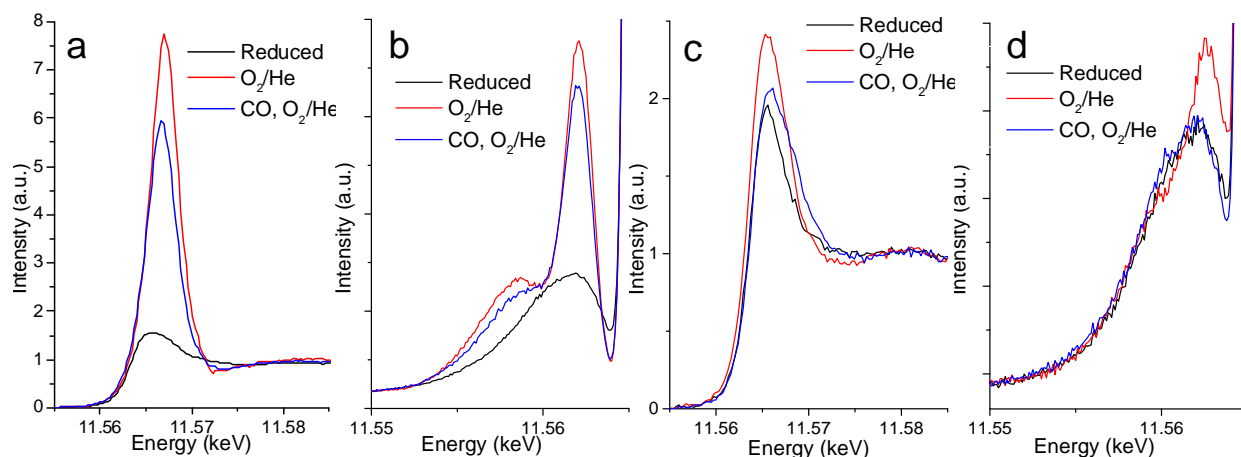 a
Reduced
O2/He
CO, O2/He
Intensity (a.u.)
8
7
6
5
4
3
2
1
0
11.56 11.57 11.58
Energy (keV)
b
Reduced
O2/He
CO, O2/He
Intensity (a.u.)
11.55 11.56
Energy (keV)
c
Reduced
O2/He
CO, O2/He
Intensity (a.u.)
2
1
0
11.56 11.57 11.58
Energy (keV)
d
Reduced
O2/He
CO, O2/He
Intensity (a.u.)
11.55 11.56
Energy (keV)